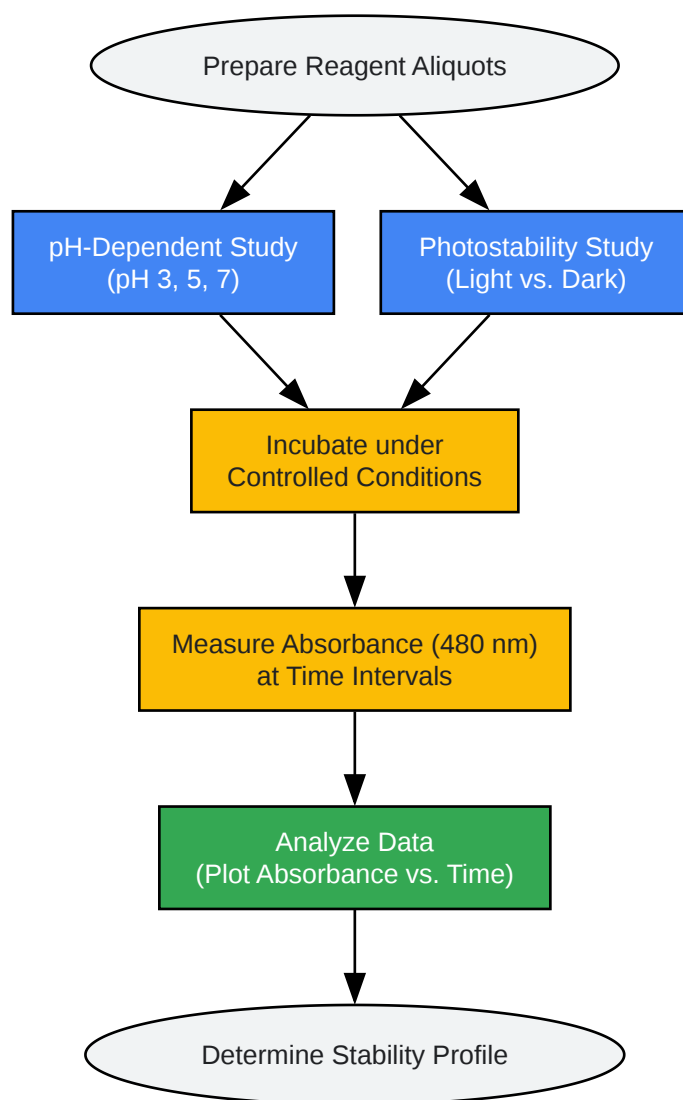 Prepare Reagent Aliquots
pH-Dependent Study
(pH 3, 5, 7)
Photostability Study
(Light vs. Dark)
Incubate under
Controlled Conditions
Measure Absorbance (480 nm)
at Time Intervals
Analyze Data
(Plot Absorbance vs. Time)
Determine Stability Profile